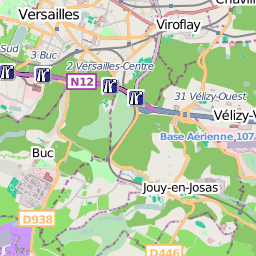 Versailles
Viroflay
Sud
3 Buc
2 Versailles-Centre
N12
31 Vélizy-Ouest
Vélizy-V
Base Aérienne 107
Buc
Jouy-en-Josas
D938
D446